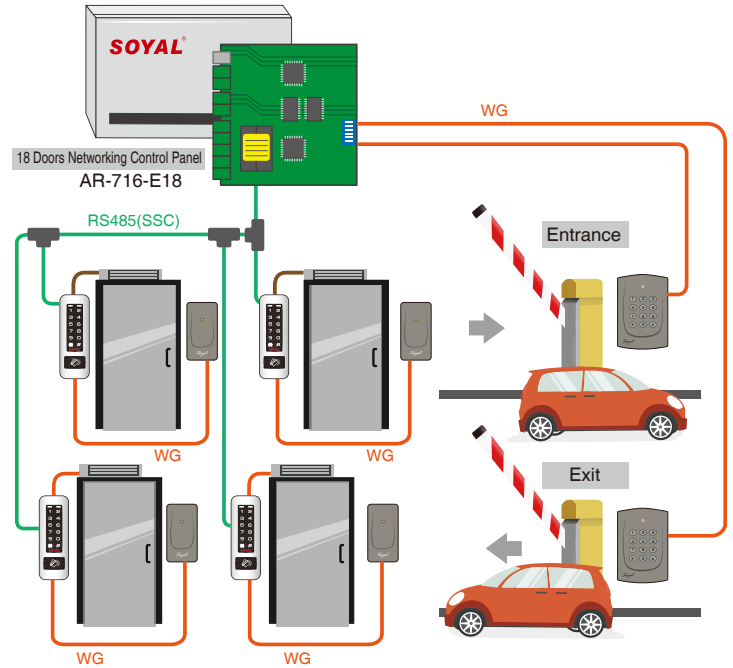 SOYAL®
WG
18 Doors Networking Control Panel
AR-716-E18
RS485(SSC)
Entrance
WG
WG
Exit
WG
WG